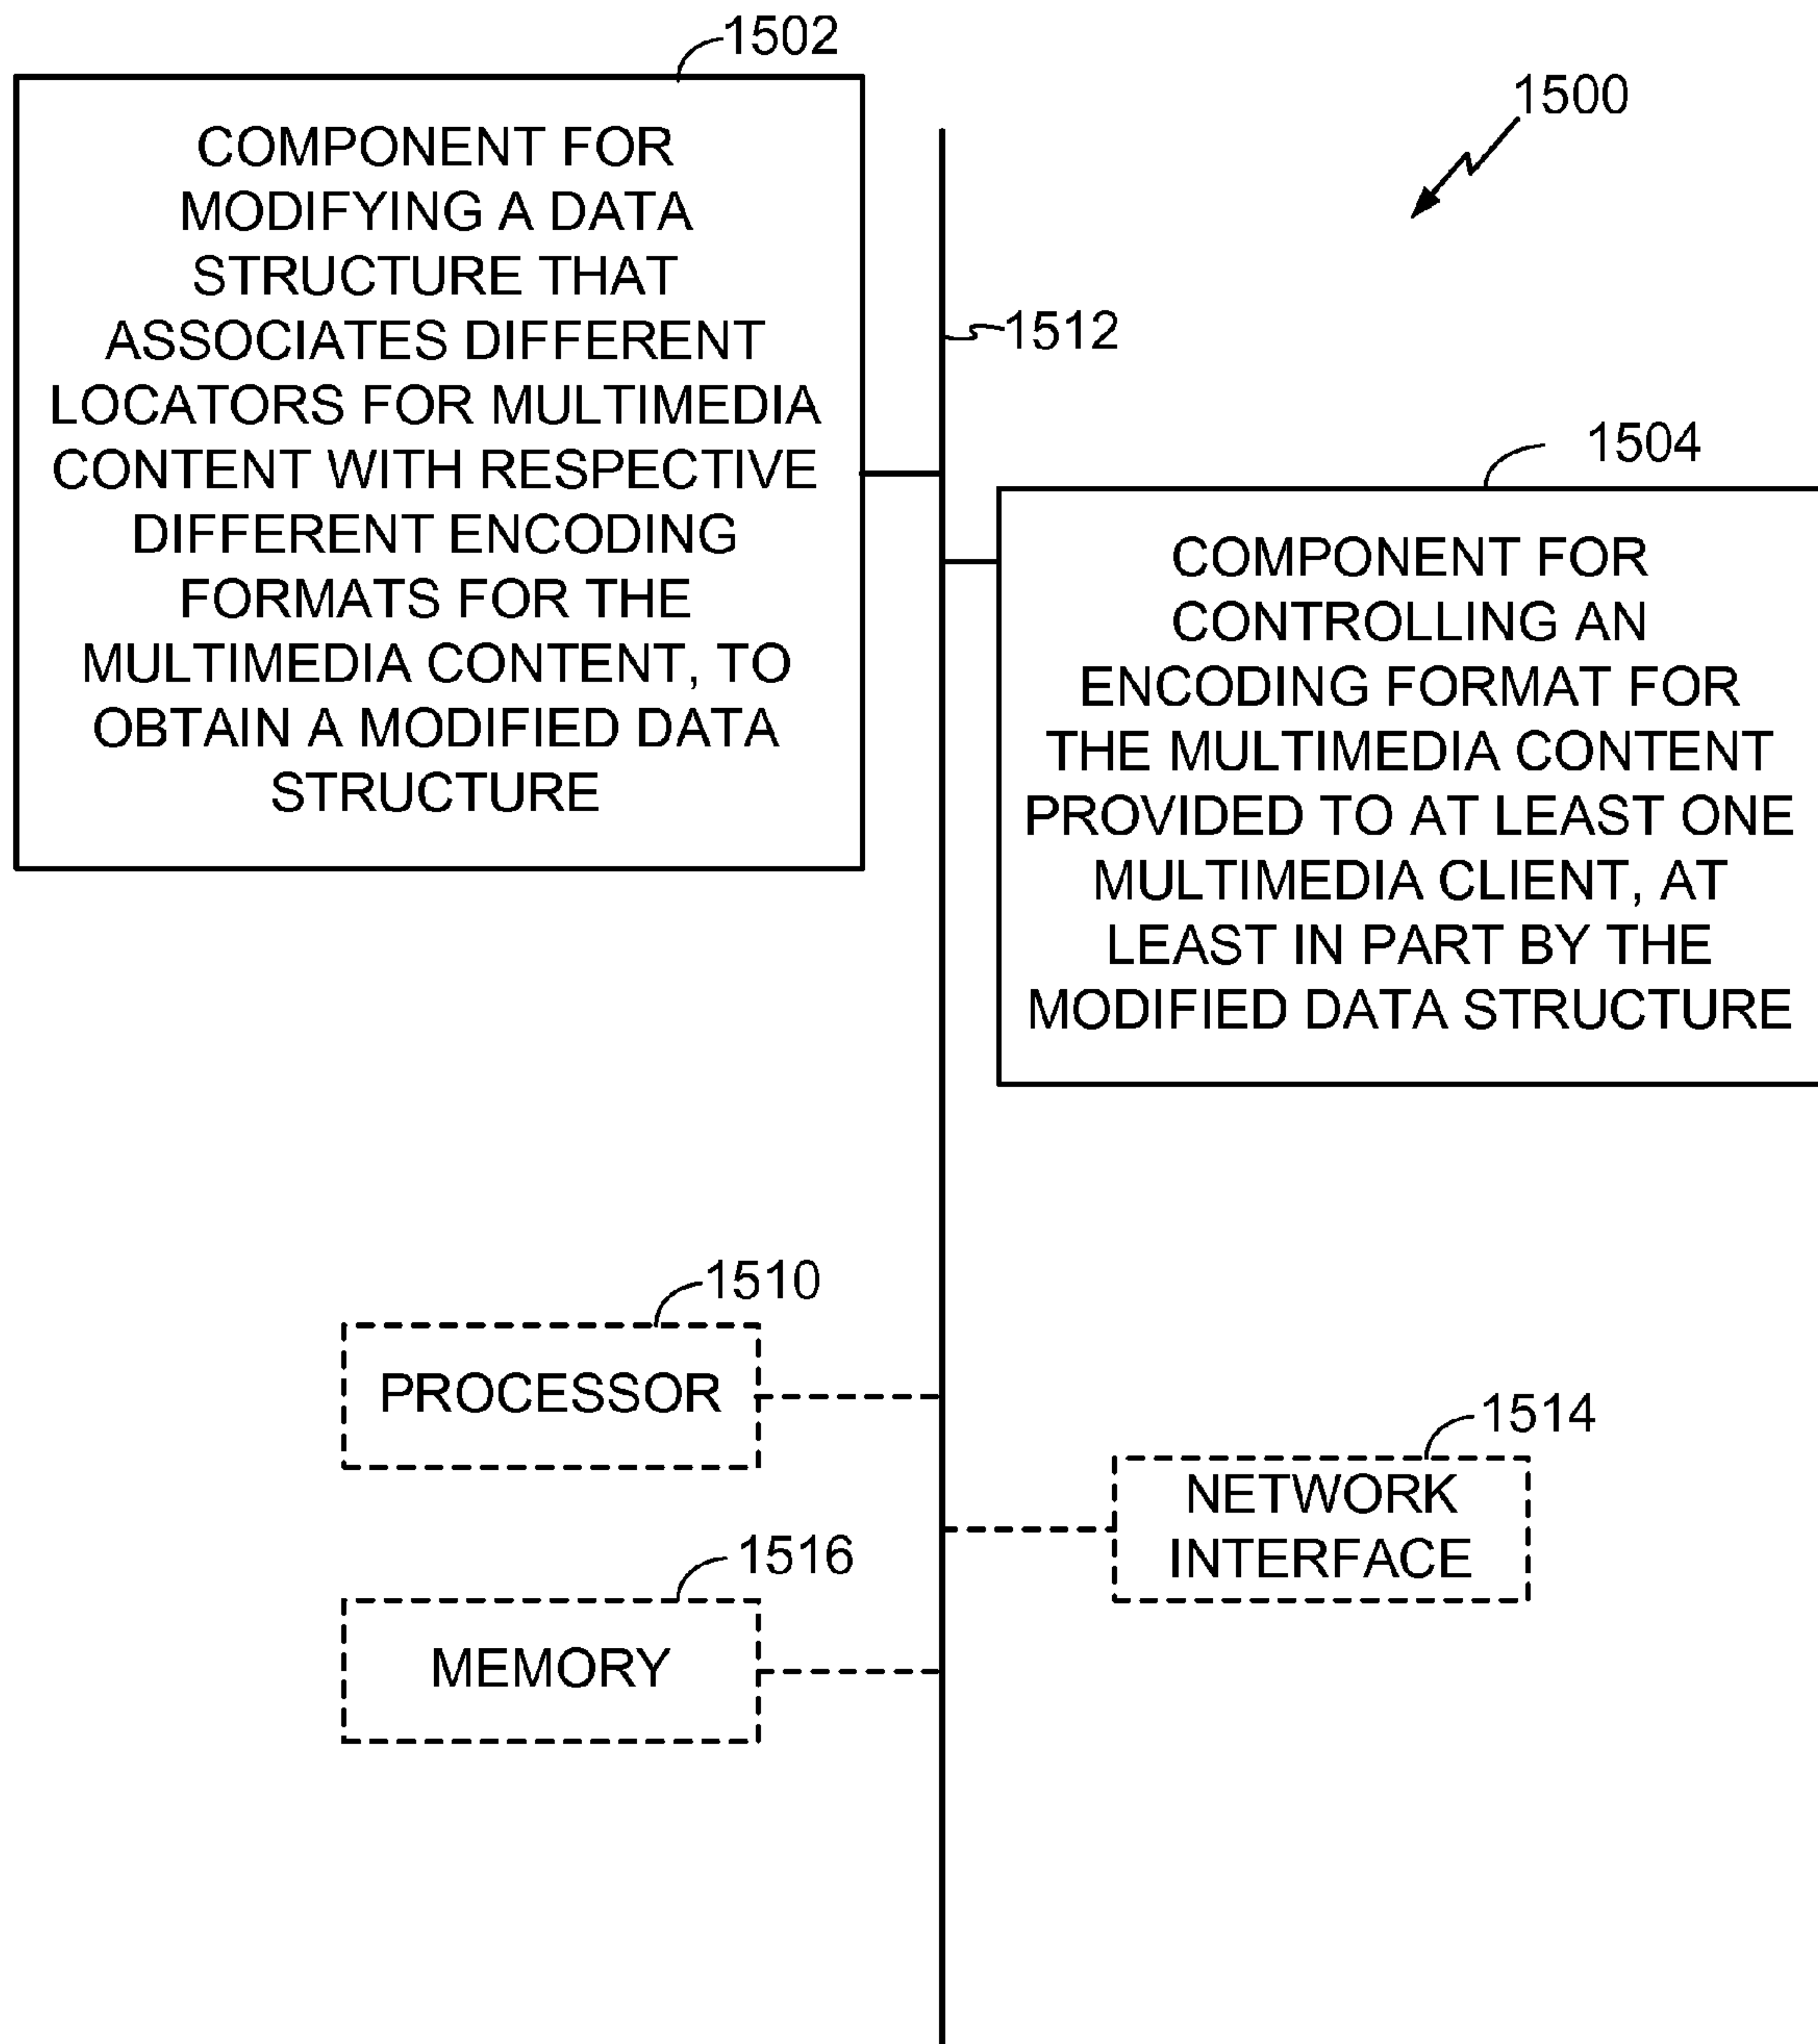 1502
1500
COMPONENT FOR
MODIFYING A DATA
STRUCTURE THAT
ASSOCIATES DIFFERENT
LOCATORS FOR MULTIMEDIA
CONTENT WITH RESPECTIVE
DIFFERENT ENCODING
FORMATS FOR THE
MULTIMEDIA CONTENT, TO
OBTAIN A MODIFIED DATA
STRUCTURE
1512
1504
COMPONENT FOR
CONTROLLING AN
ENCODING FORMAT FOR
THE MULTIMEDIA CONTENT
PROVIDED TO AT LEAST ONE
MULTIMEDIA CLIENT, AT
LEAST IN PART BY THE
MODIFIED DATA STRUCTURE
1510
PROCESSOR
1514
NETWORK
INTERFACE
1516
MEMORY